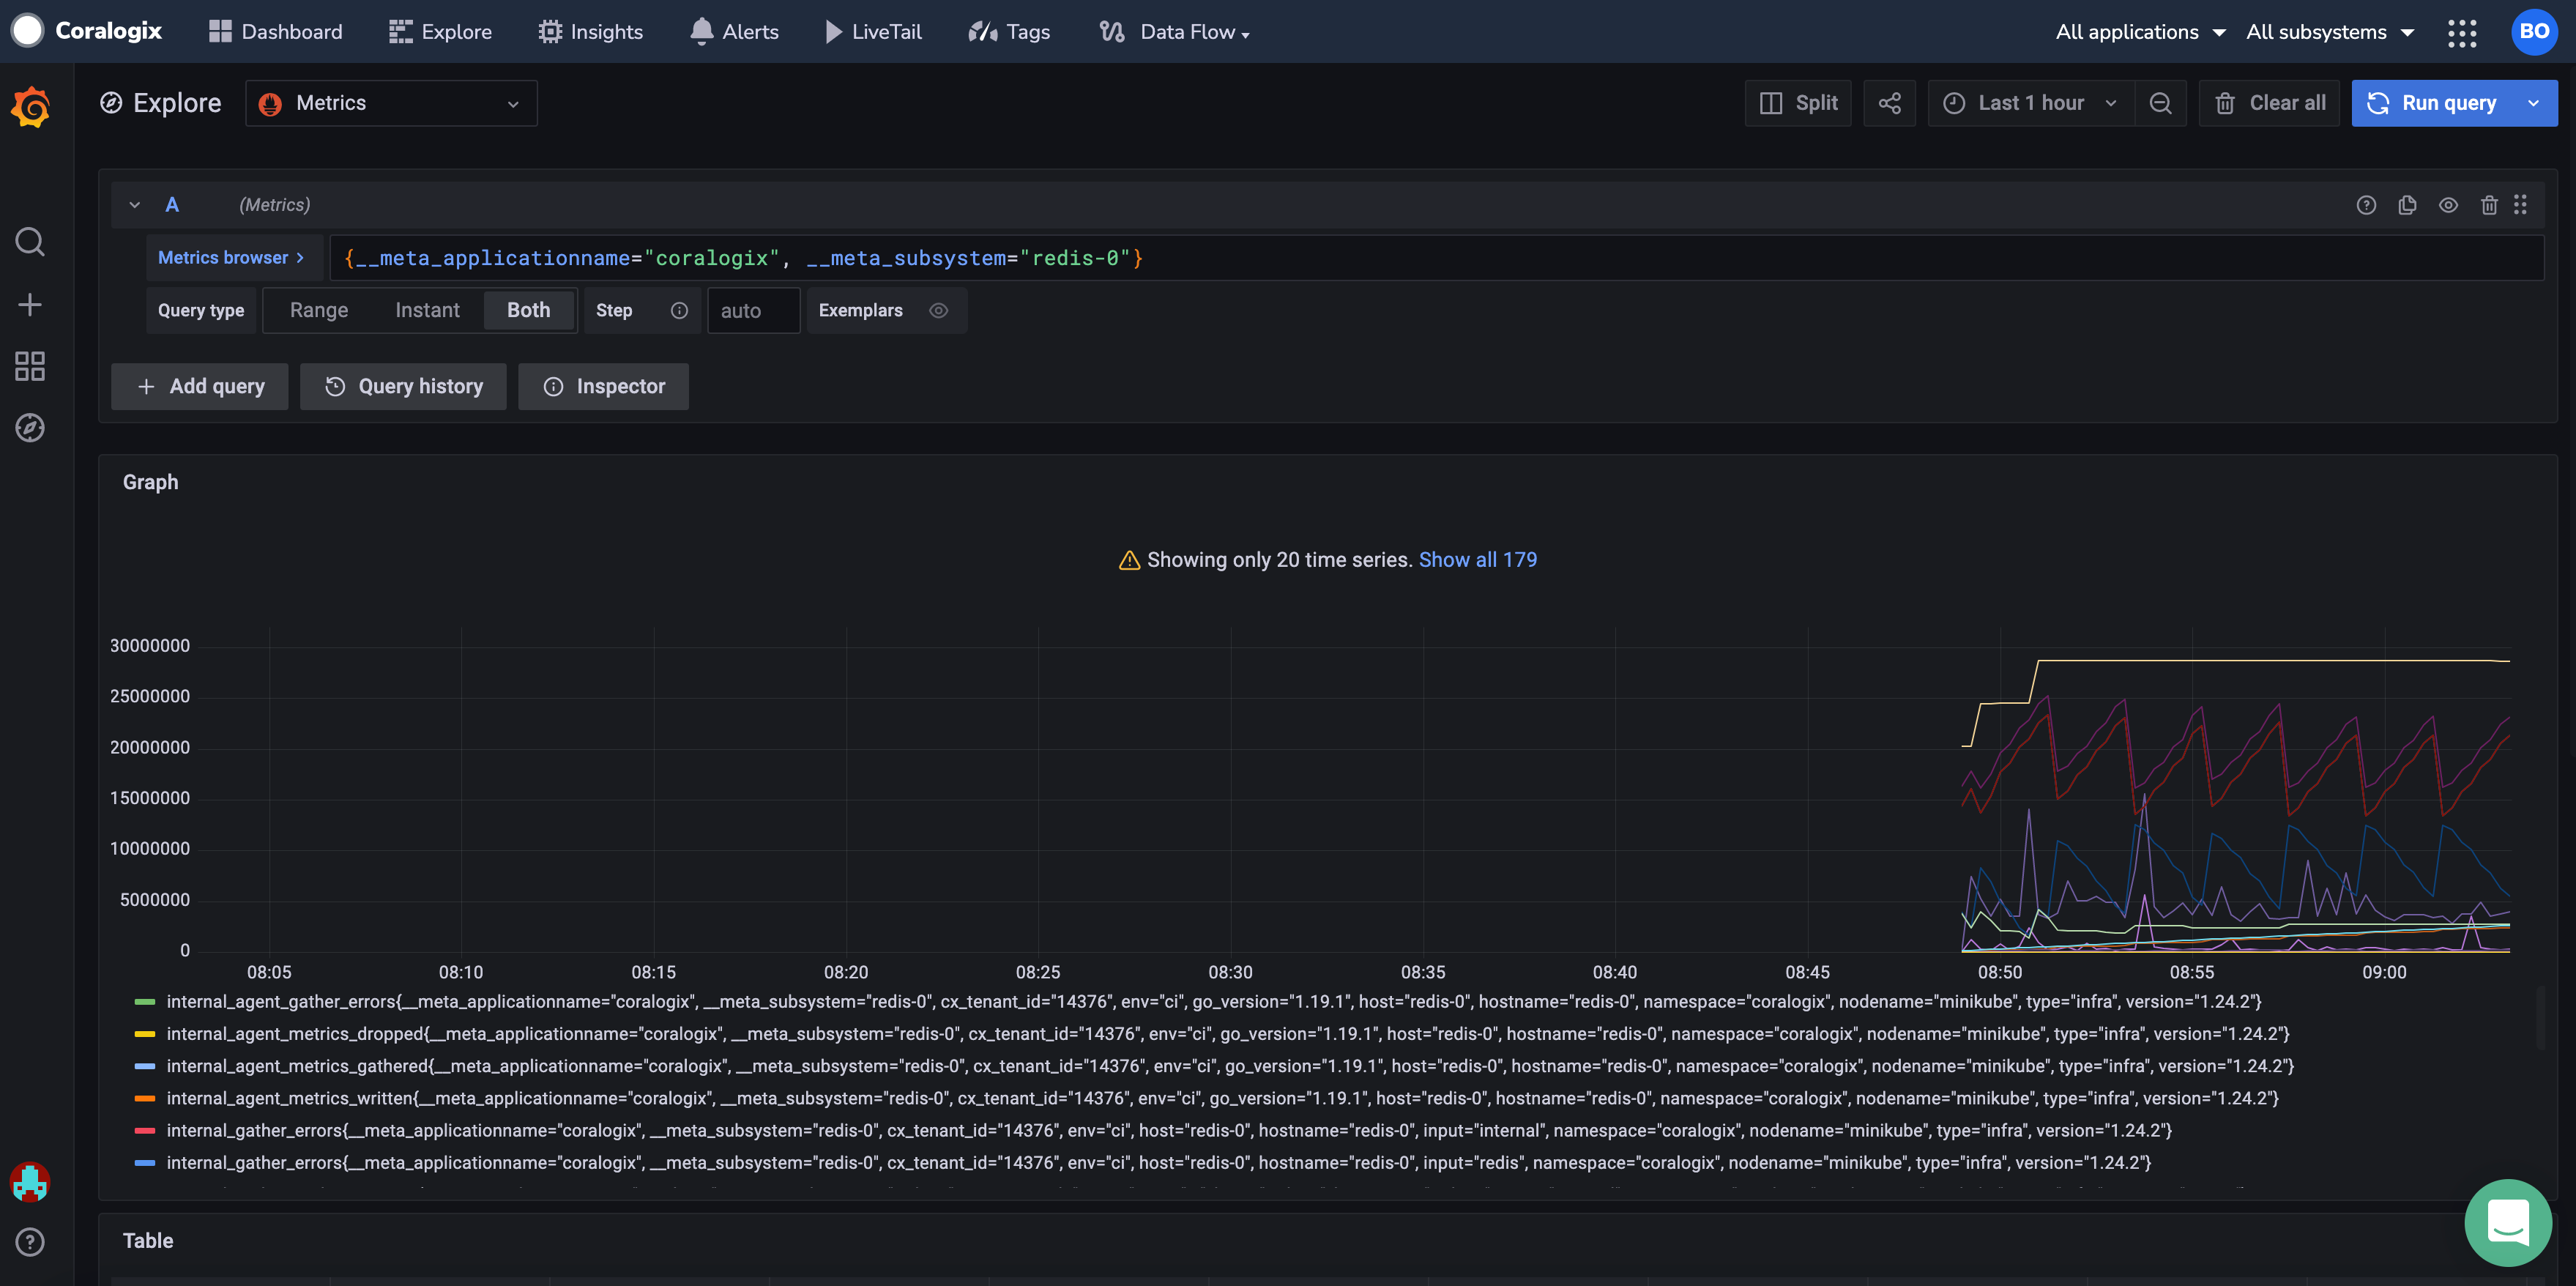 Coralogix Dashboard Explore Insights Alerts LiveTail Tags Data Flow All applications All subsystems BO
Explore Metrics Split Last 1 hour Clear all Run query
A (Metrics)
Metrics browser > {__meta_applicationname="coralogix", __meta_subsystem="redis-0"}
Query type Range Instant Both Step auto Exemplars
+ Add query Query history Inspector
Graph
Showing only 20 time series. Show all 179
30000000
25000000
20000000
15000000
10000000
5000000
0
08:05 08:10 08:15 08:20 08:25 08:30 08:35 08:40 08:45 08:50 08:55 09:00
internal_agent_gather_errors{__meta_applicationname="coralogix", __meta_subsystem="redis-0", cx_tenant_id="14376", env="ci", go_version="1.19.1", host="redis-0", hostname="redis-0", namespace="coralogix", nodename="minikube", type="infra", version="1.24.2"}
internal_agent_metrics_dropped{__meta_applicationname="coralogix", __meta_subsystem="redis-0", cx_tenant_id="14376", env="ci", go_version="1.19.1", host="redis-0", hostname="redis-0", namespace="coralogix", nodename="minikube", type="infra", version="1.24.2"}
internal_agent_metrics_gathered{__meta_applicationname="coralogix", __meta_subsystem="redis-0", cx_tenant_id="14376", env="ci", go_version="1.19.1", host="redis-0", hostname="redis-0", namespace="coralogix", nodename="minikube", type="infra", version="1.24.2"}
internal_agent_metrics_written{__meta_applicationname="coralogix", __meta_subsystem="redis-0", cx_tenant_id="14376", env="ci", go_version="1.19.1", host="redis-0", hostname="redis-0", namespace="coralogix", nodename="minikube", type="infra", version="1.24.2"}
internal_gather_errors{__meta_applicationname="coralogix", __meta_subsystem="redis-0", cx_tenant_id="14376", env="ci", host="redis-0", hostname="redis-0", input="internal", namespace="coralogix", nodename="minikube", type="infra", version="1.24.2"}
internal_gather_errors{__meta_applicationname="coralogix", __meta_subsystem="redis-0", cx_tenant_id="14376", env="ci", host="redis-0", hostname="redis-0", input="redis", namespace="coralogix", nodename="minikube", type="infra", version="1.24.2"}
Table